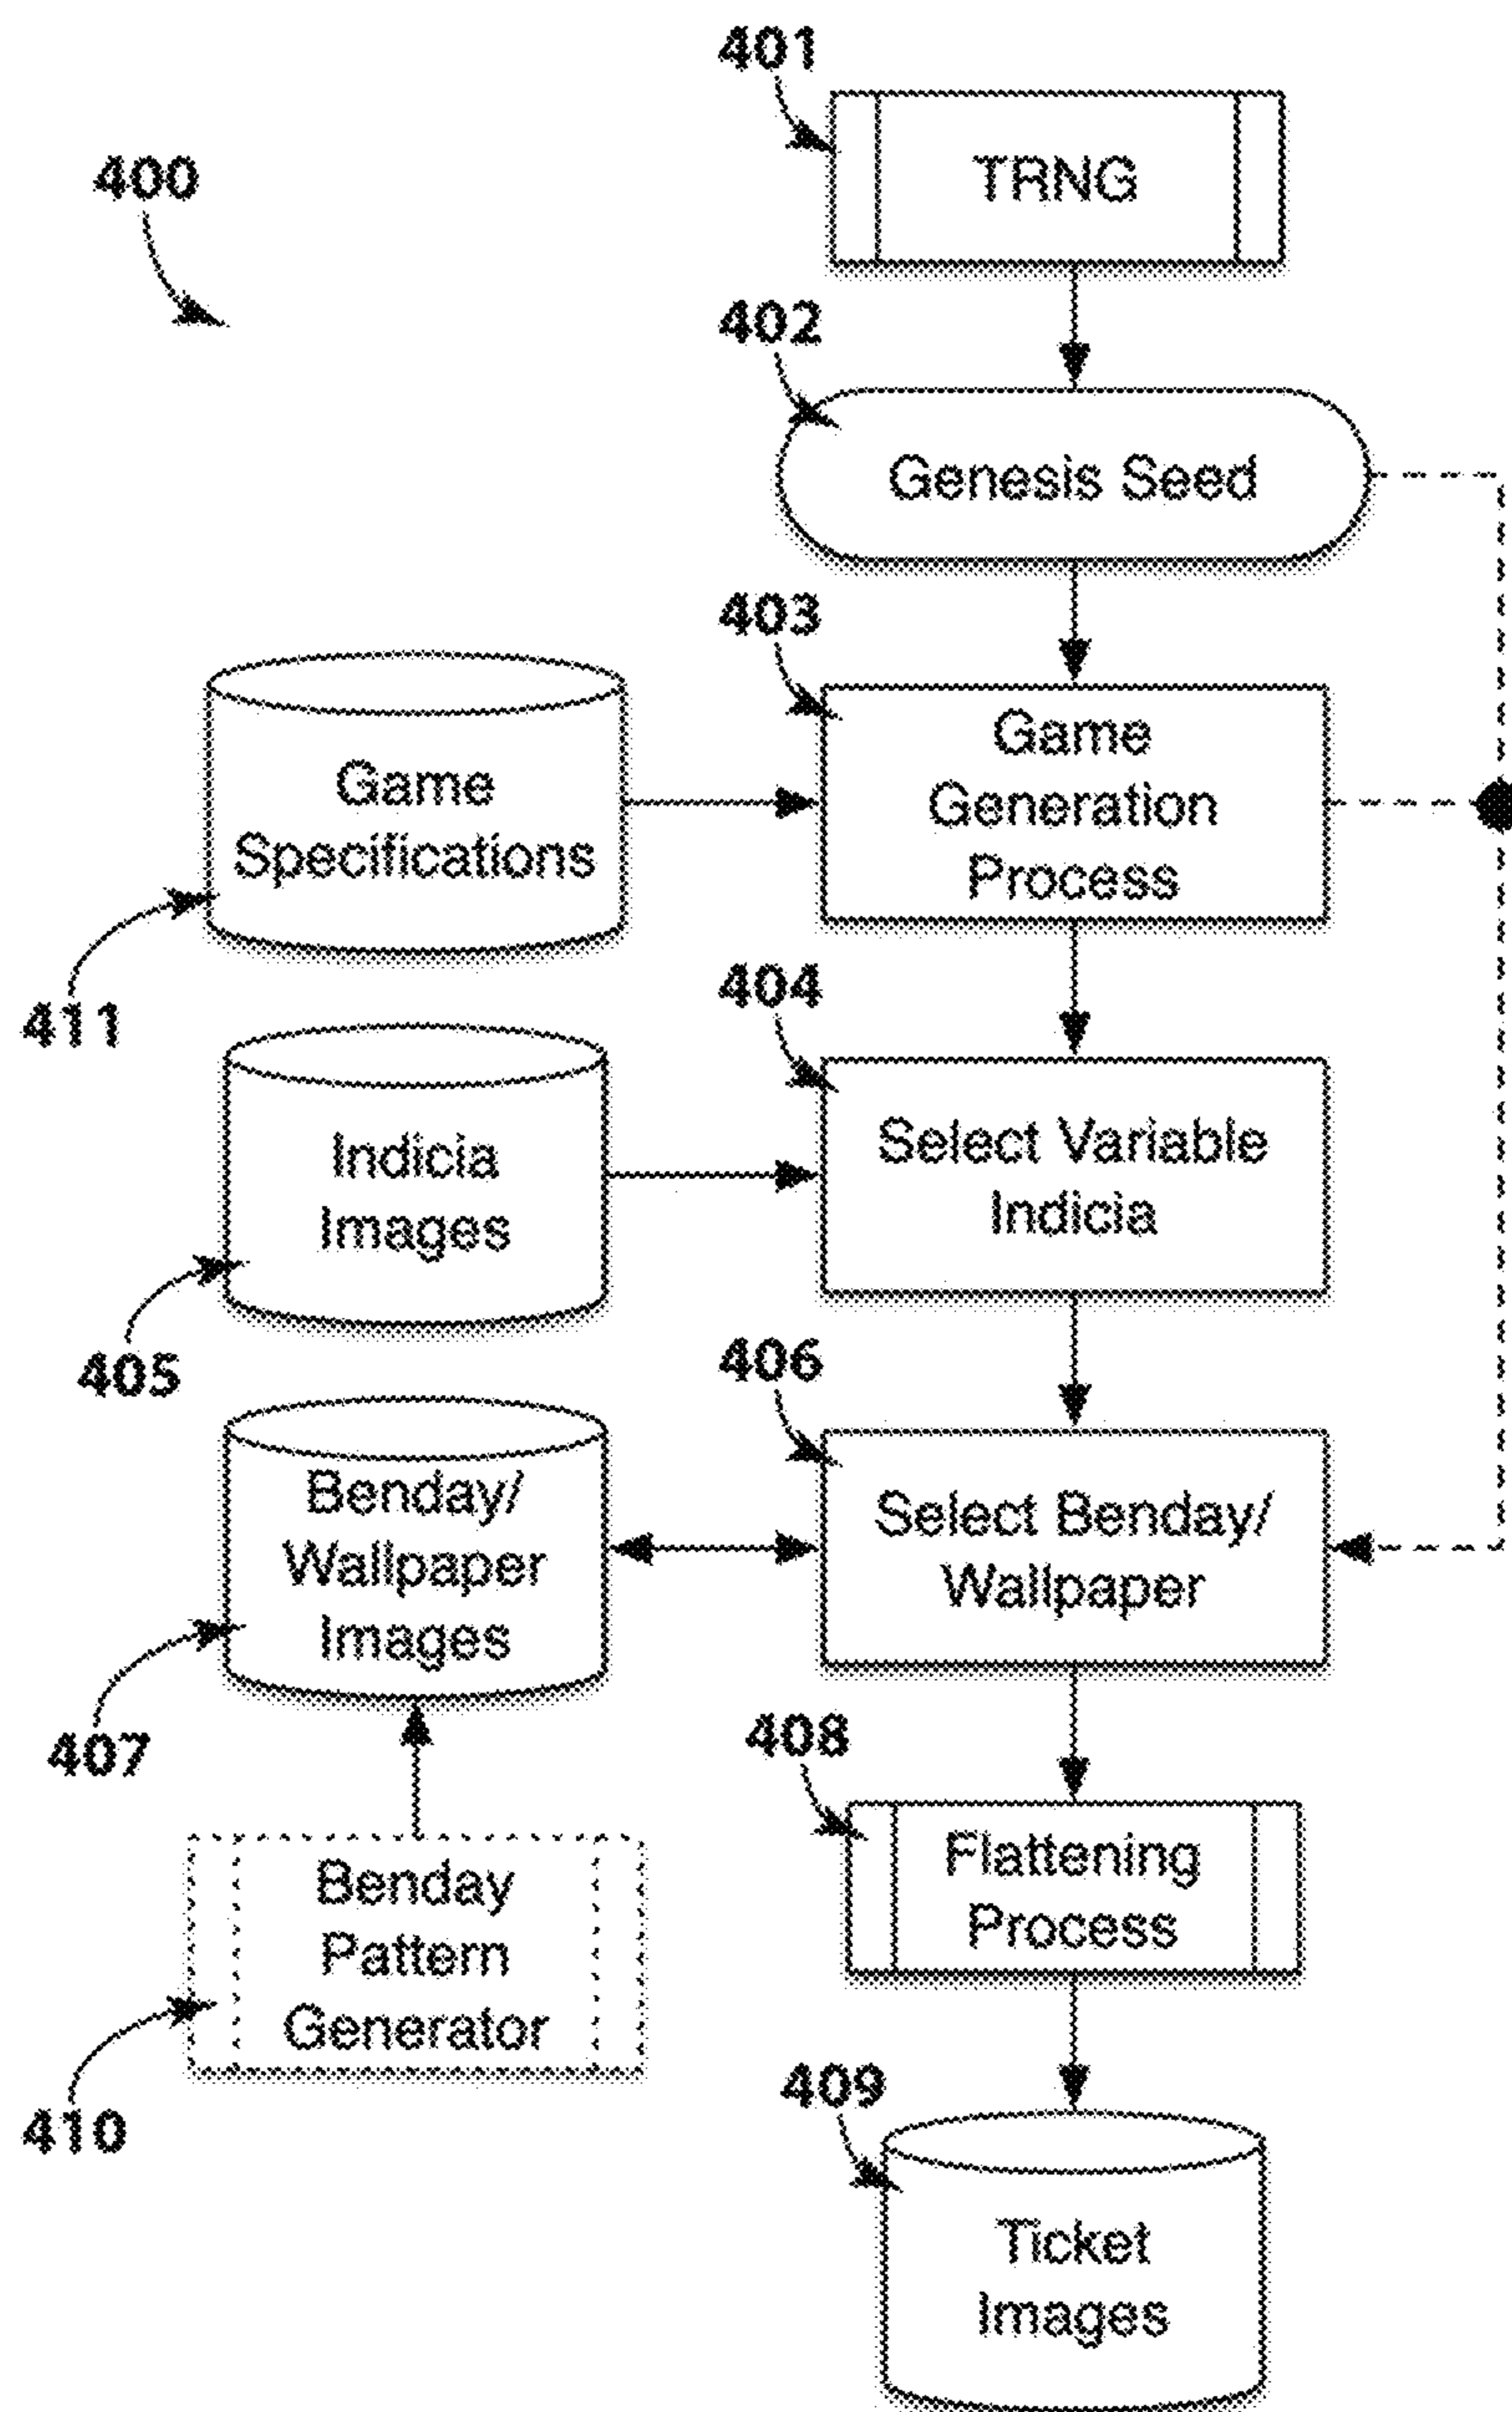 401
TRNG
400
402
Genesis Seed
403
Game
Generation
Process
Game
Specifications
411
404
Select Variable
Indicia
Indicia
Images
405
406
Select Benday/
Wallpaper
Benday/
Wallpaper
Images
407
408
Flattening
Process
Benday
Pattern
Generator
410
409
Ticket
Images